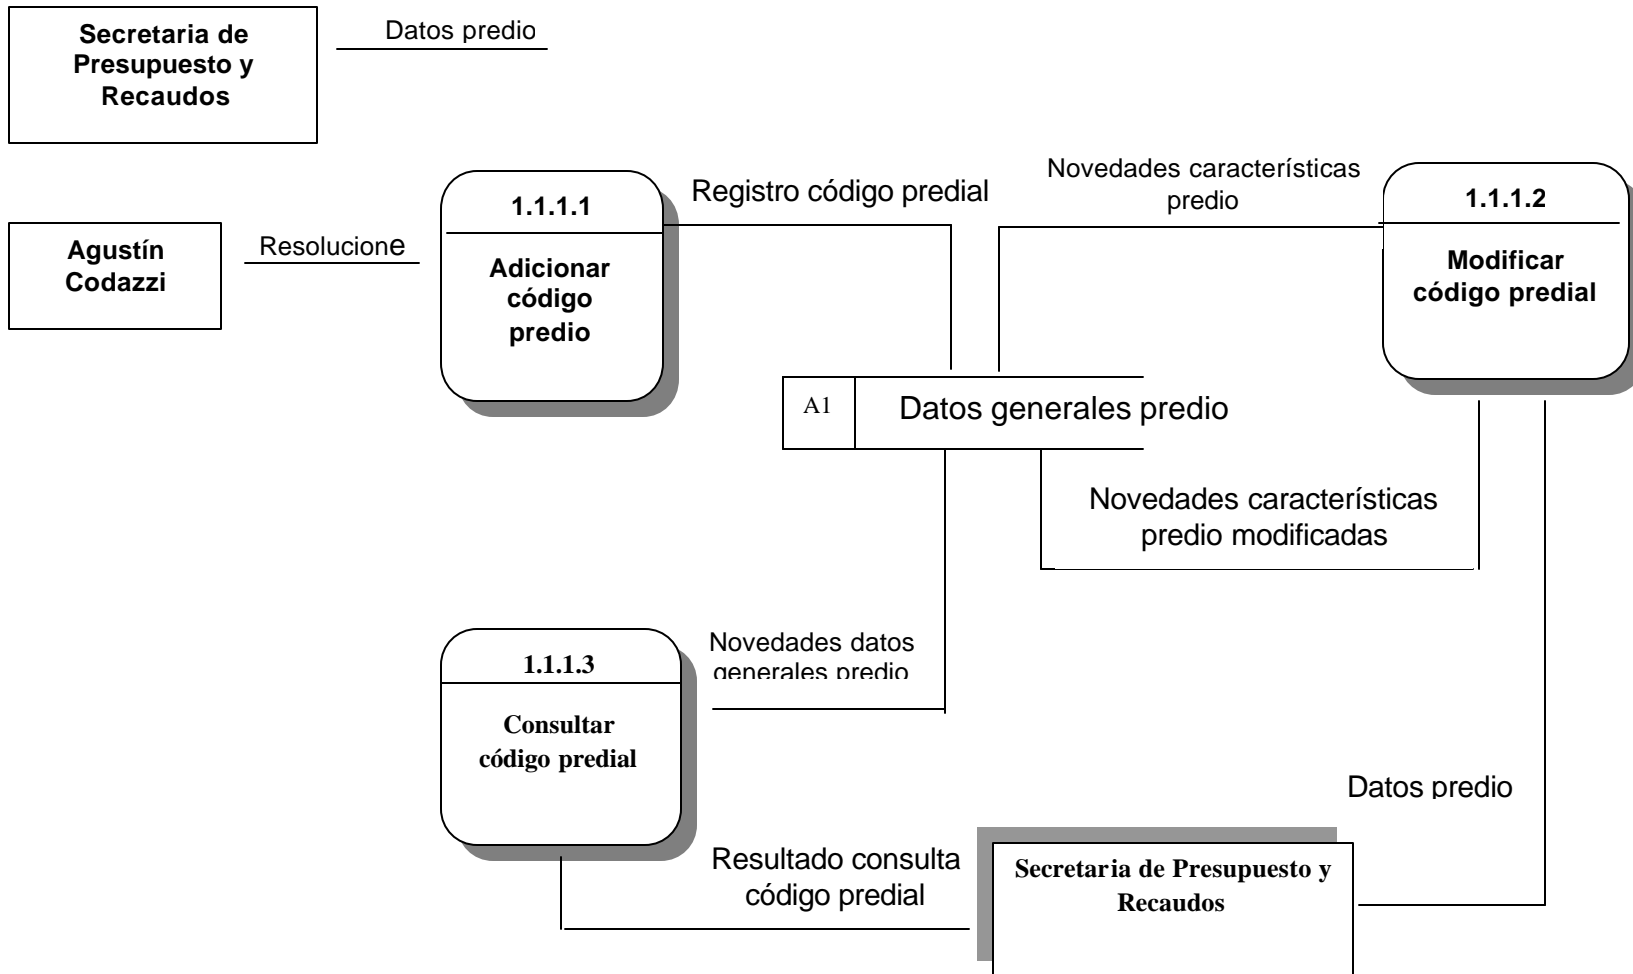 Secretaria de
Presupuesto y
Recaudos
Datos predio
Agustín
Codazzi
Resolucione
1.1.1.1
Adicionar
código
predio
Registro código predial
Novedades características
predio
1.1.1.2
Modificar
código predial
A1
Datos generales predio
Novedades características
predio modificadas
1.1.1.3
Consultar
código predial
Novedades datos
generales predio
Datos predio
Resultado consulta
código predial
Secretaria de Presupuesto y
Recaudos